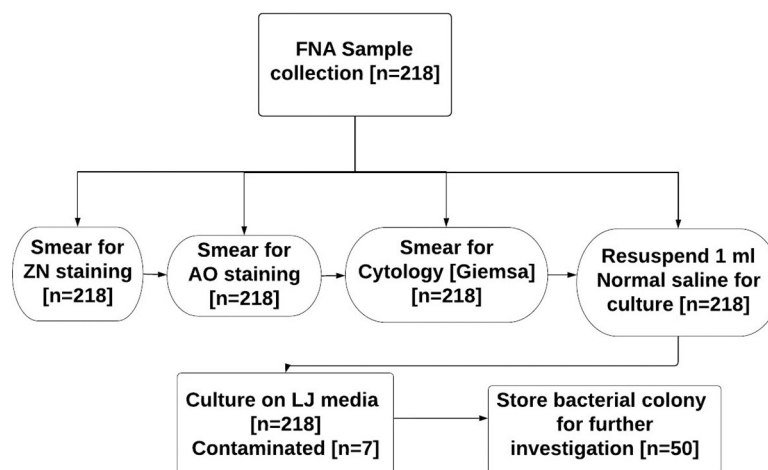 FNA Sample
collection [n=218]
Smear for
ZN staining
[n=218]
Smear for
AO staining
[n=218]
Smear for
Cytology [Giemsa]
[n=218]
Resuspend 1 ml
Normal saline for
culture [n=218]
Culture on LJ media
[n=218]
Contaminated [n=7]
Store bacterial colony
for further
investigation [n=50]